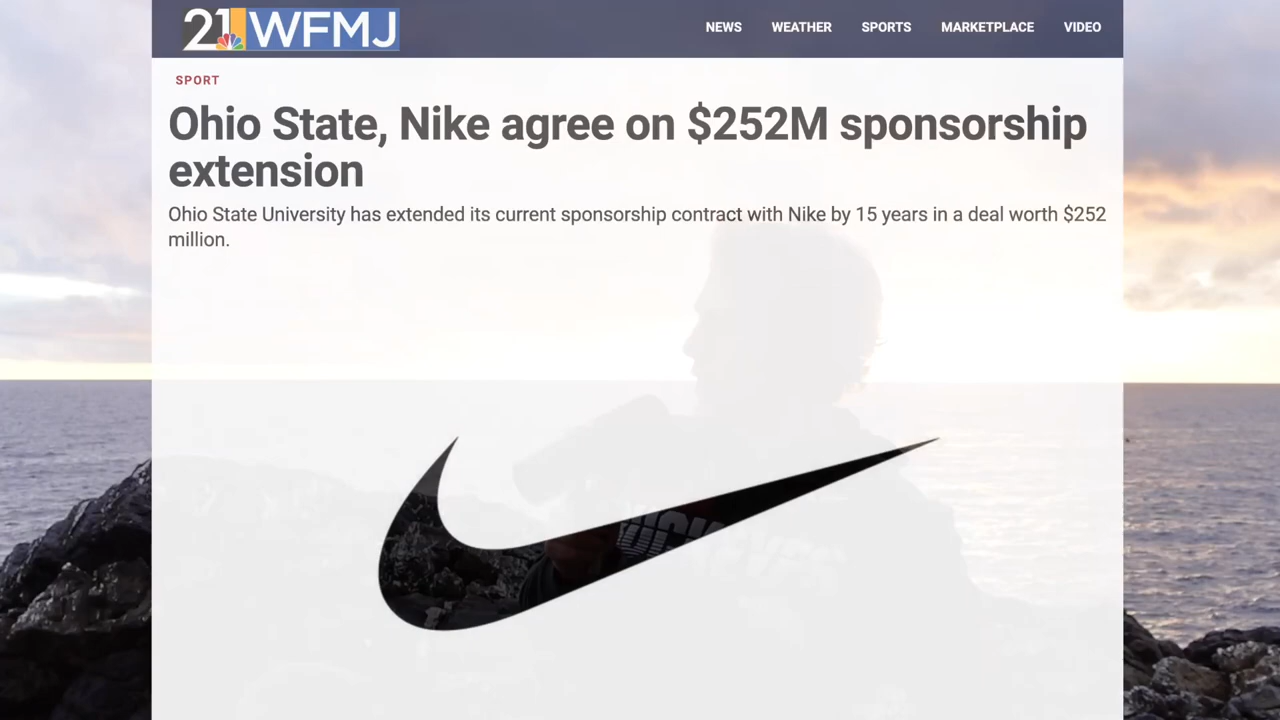 21 WFMJ NEWS WEATHER SPORTS MARKETPLACE VIDEO
SPORT
Ohio State, Nike agree on $252M sponsorship
extension
Ohio State University has extended its current sponsorship contract with Nike by 15 years in a deal worth $252
million.